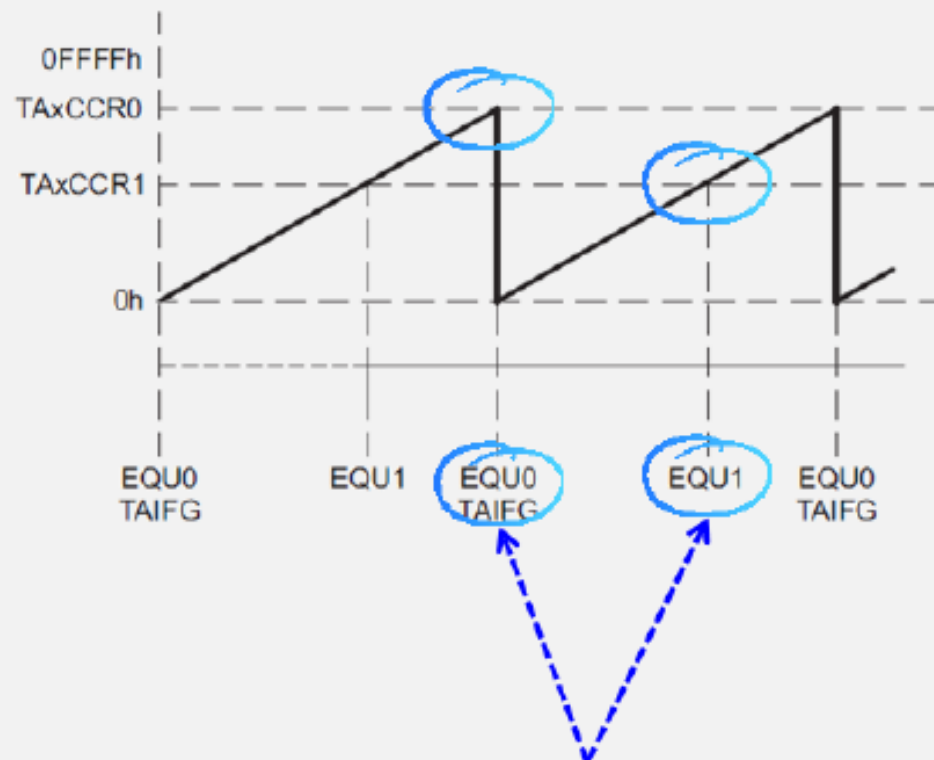 0FFFFh
TAxCCR0
TAxCCR1
0h
EQU0 EQU1 EQU0 EQU1 EQU0
TAIFG TAIFG TAIFG